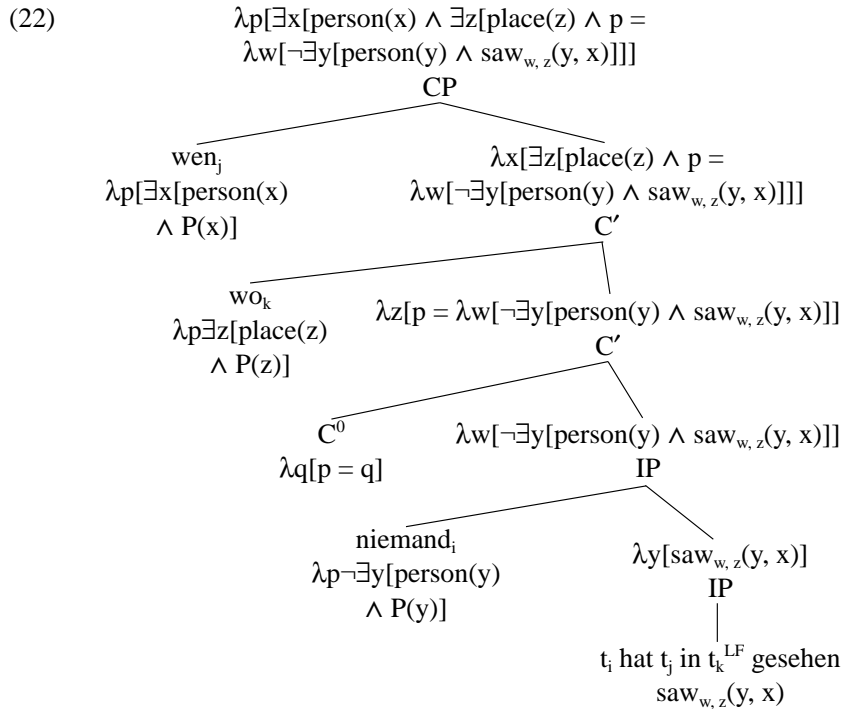 (22) λp[∃x[person(x) ∧ ∃z[place(z) ∧ p =
λw[¬∃y[person(y) ∧ saw_w, z(y, x)]]]
CP
wen_j λx[∃z[place(z) ∧ p =
λp[∃x[person(x) λw[¬∃y[person(y) ∧ saw_w, z(y, x)]]]
∧ P(x)] C′
wo_k λz[p = λw[¬∃y[person(y) ∧ saw_w, z(y, x)]]
λp∃z[place(z) C′
∧ P(z)]
C⁰ λw[¬∃y[person(y) ∧ saw_w, z(y, x)]]
λq[p = q] IP
niemand_i λy[saw_w, z(y, x)]
λp¬∃y[person(y) IP
∧ P(y)]
t_i hat t_j in t_k^LF gesehen
saw_w, z(y, x)